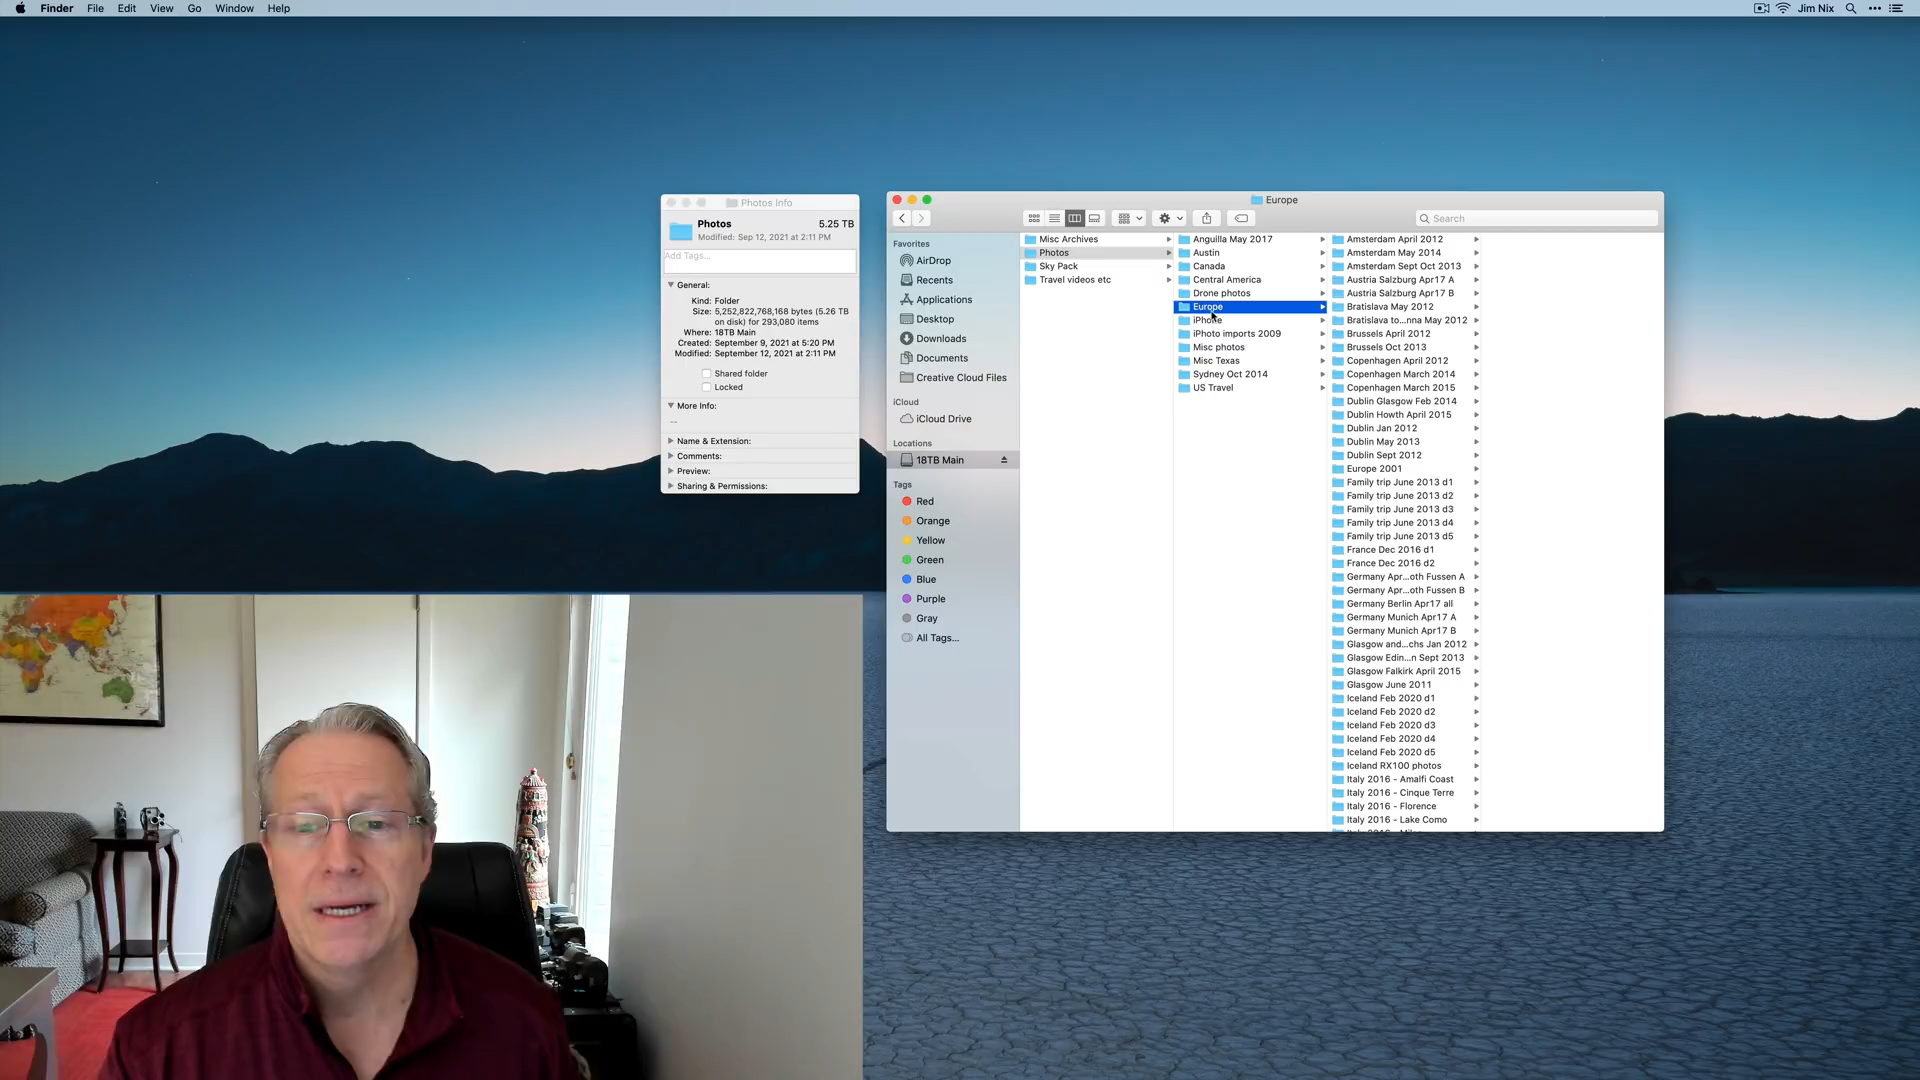 Finder File Edit View Go Window Help
Jim Nix
Photos Info
Photos 5.25 TB
Modified: Sep 12, 2021 at 2:11 PM
Add Tags...
General:
Kind: Folder
Size: 5,252,822,768,168 bytes (5.26 TB
on disk) for 293,080 items
Where: 18TB Main
Created: September 9, 2021 at 5:20 PM
Modified: September 12, 2021 at 2:11 PM
Shared folder
Locked
More Info:
--
Name & Extension:
Comments:
Preview:
Sharing & Permissions:
Europe
Search
Favorites
AirDrop
Recents
Applications
Desktop
Downloads
Documents
Creative Cloud Files
iCloud
iCloud Drive
Locations
18TB Main
Tags
Red
Orange
Yellow
Green
Blue
Purple
Gray
All Tags...
Misc Archives
Photos
Sky Pack
Travel videos etc
Anguilla May 2017
Austin
Canada
Central America
Drone photos
Europe
iPhone
iPhoto imports 2009
Misc photos
Misc Texas
Sydney Oct 2014
US Travel
Amsterdam April 2012
Amsterdam May 2014
Amsterdam Sept Oct 2013
Austria Salzburg Apr17 A
Austria Salzburg Apr17 B
Bratislava May 2012
Bratislava to...nna May 2012
Brussels April 2012
Brussels Oct 2013
Copenhagen April 2012
Copenhagen March 2014
Copenhagen March 2015
Dublin Glasgow Feb 2014
Dublin Howth April 2015
Dublin Jan 2012
Dublin May 2013
Dublin Sept 2012
Europe 2001
Family trip June 2013 d1
Family trip June 2013 d2
Family trip June 2013 d3
Family trip June 2013 d4
Family trip June 2013 d5
France Dec 2016 d1
France Dec 2016 d2
Germany Apr...oth Fussen A
Germany Apr...oth Fussen B
Germany Berlin Apr17 all
Germany Munich Apr17 A
Germany Munich Apr17 B
Glasgow and...chs Jan 2012
Glasgow Edin...n Sept 2013
Glasgow Falkirk April 2015
Glasgow June 2011
Iceland Feb 2020 d1
Iceland Feb 2020 d2
Iceland Feb 2020 d3
Iceland Feb 2020 d4
Iceland Feb 2020 d5
Iceland RX100 photos
Italy 2016 - Amalfi Coast
Italy 2016 - Cinque Terre
Italy 2016 - Florence
Italy 2016 - Lake Como